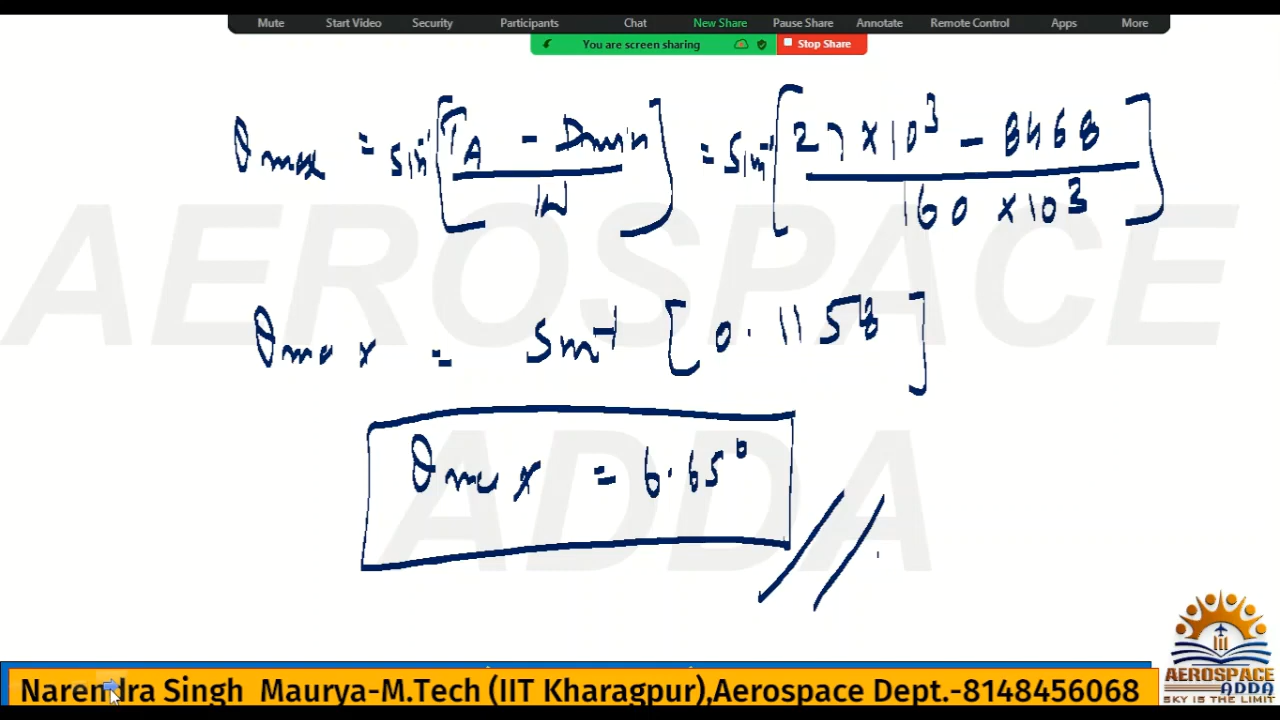 Mute Start Video Security Participants Chat New Share Pause Share Annotate Remote Control Apps More
You are screen sharing Stop Share
θmax = sin⁻¹[TA - Dmin / W] = sin⁻¹[27×10³ - 8468 / 160×10³]
θmax = sin⁻¹[0.1158]
θmax = 6.65°
AEROSPACE
ADDA
Narendra Singh Maurya-M.Tech (IIT Kharagpur),Aerospace Dept.-8148456068
AEROSPACE
ADDA
SKY IS THE LIMIT